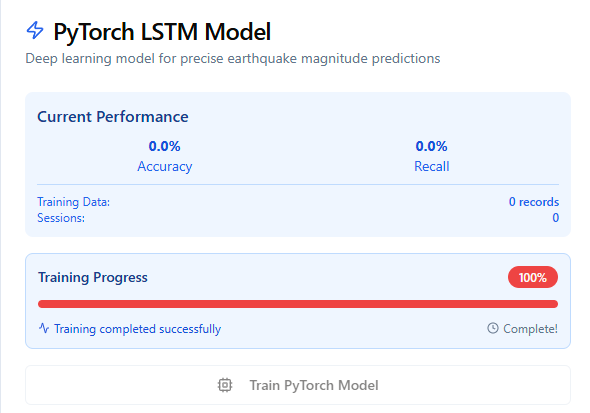 PyTorch LSTM Model
Deep learning model for precise earthquake magnitude predictions
Current Performance
0.0% 0.0%
Accuracy Recall
Training Data: 0 records
Sessions: 0
Training Progress 100%
Training completed successfully Complete!
Train PyTorch Model